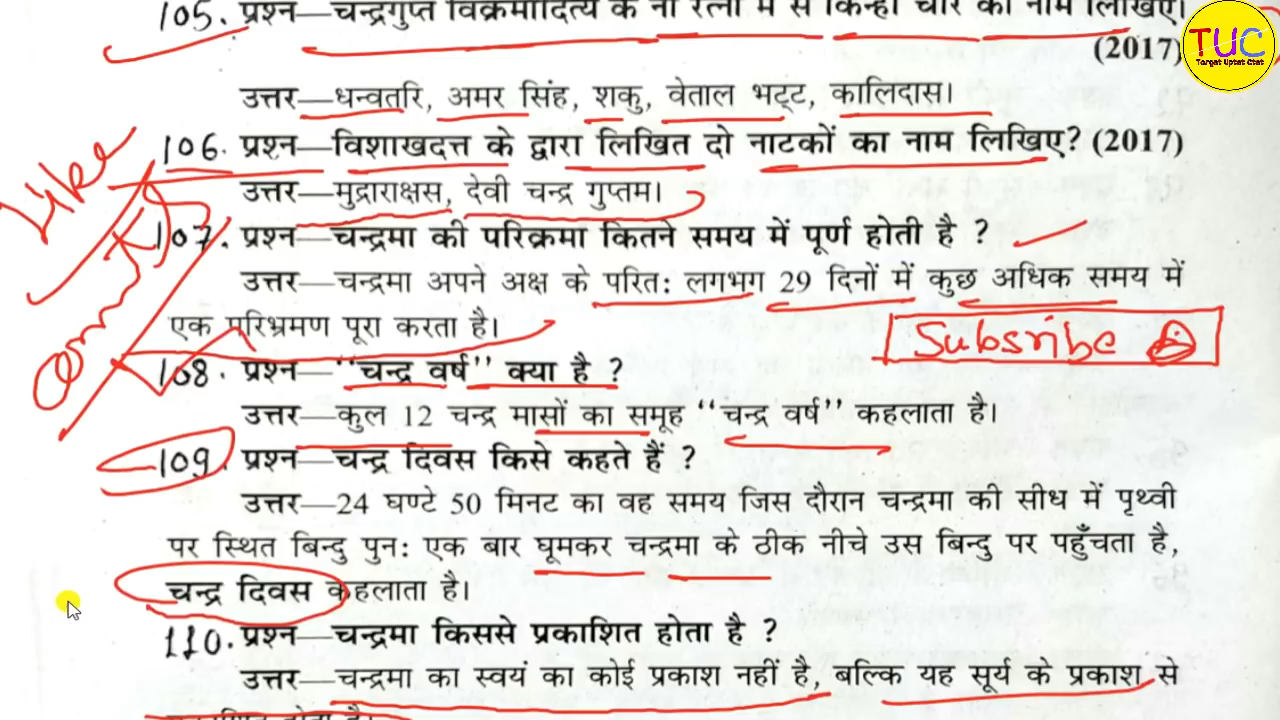 105. प्रश्न—चन्द्रगुप्त विक्रमादित्य के नौ रत्नों में से किन्हीं चार का नाम लिखिए।
TUC
Target Uptat Ctat
(2017)
उत्तर—धन्वतरि, अमर सिंह, शकु, वेताल भट्ट, कालिदास।
106. प्रश्न—विशाखदत्त के द्वारा लिखित दो नाटकों का नाम लिखिए? (2017)
Like
उत्तर—मुद्राराक्षस, देवी चन्द्र गुप्तम।
107. प्रश्न—चन्द्रमा की परिक्रमा कितने समय में पूर्ण होती है ?
उत्तर—चन्द्रमा अपने अक्ष के परित: लगभग 29 दिनों में कुछ अधिक समय में
एक परिभ्रमण पूरा करता है।
Subsribe
108. प्रश्न—‘‘चन्द्र वर्ष’’ क्या है ?
उत्तर—कुल 12 चन्द्र मासों का समूह ‘‘चन्द्र वर्ष’’ कहलाता है।
109. प्रश्न—चन्द्र दिवस किसे कहते हैं ?
उत्तर—24 घण्टे 50 मिनट का वह समय जिस दौरान चन्द्रमा की सीध में पृथ्वी
पर स्थित बिन्दु पुन: एक बार घूमकर चन्द्रमा के ठीक नीचे उस बिन्दु पर पहुँचता है,
चन्द्र दिवस कहलाता है।
110. प्रश्न—चन्द्रमा किससे प्रकाशित होता है ?
उत्तर—चन्द्रमा का स्वयं का कोई प्रकाश नहीं है, बल्कि यह सूर्य के प्रकाश से